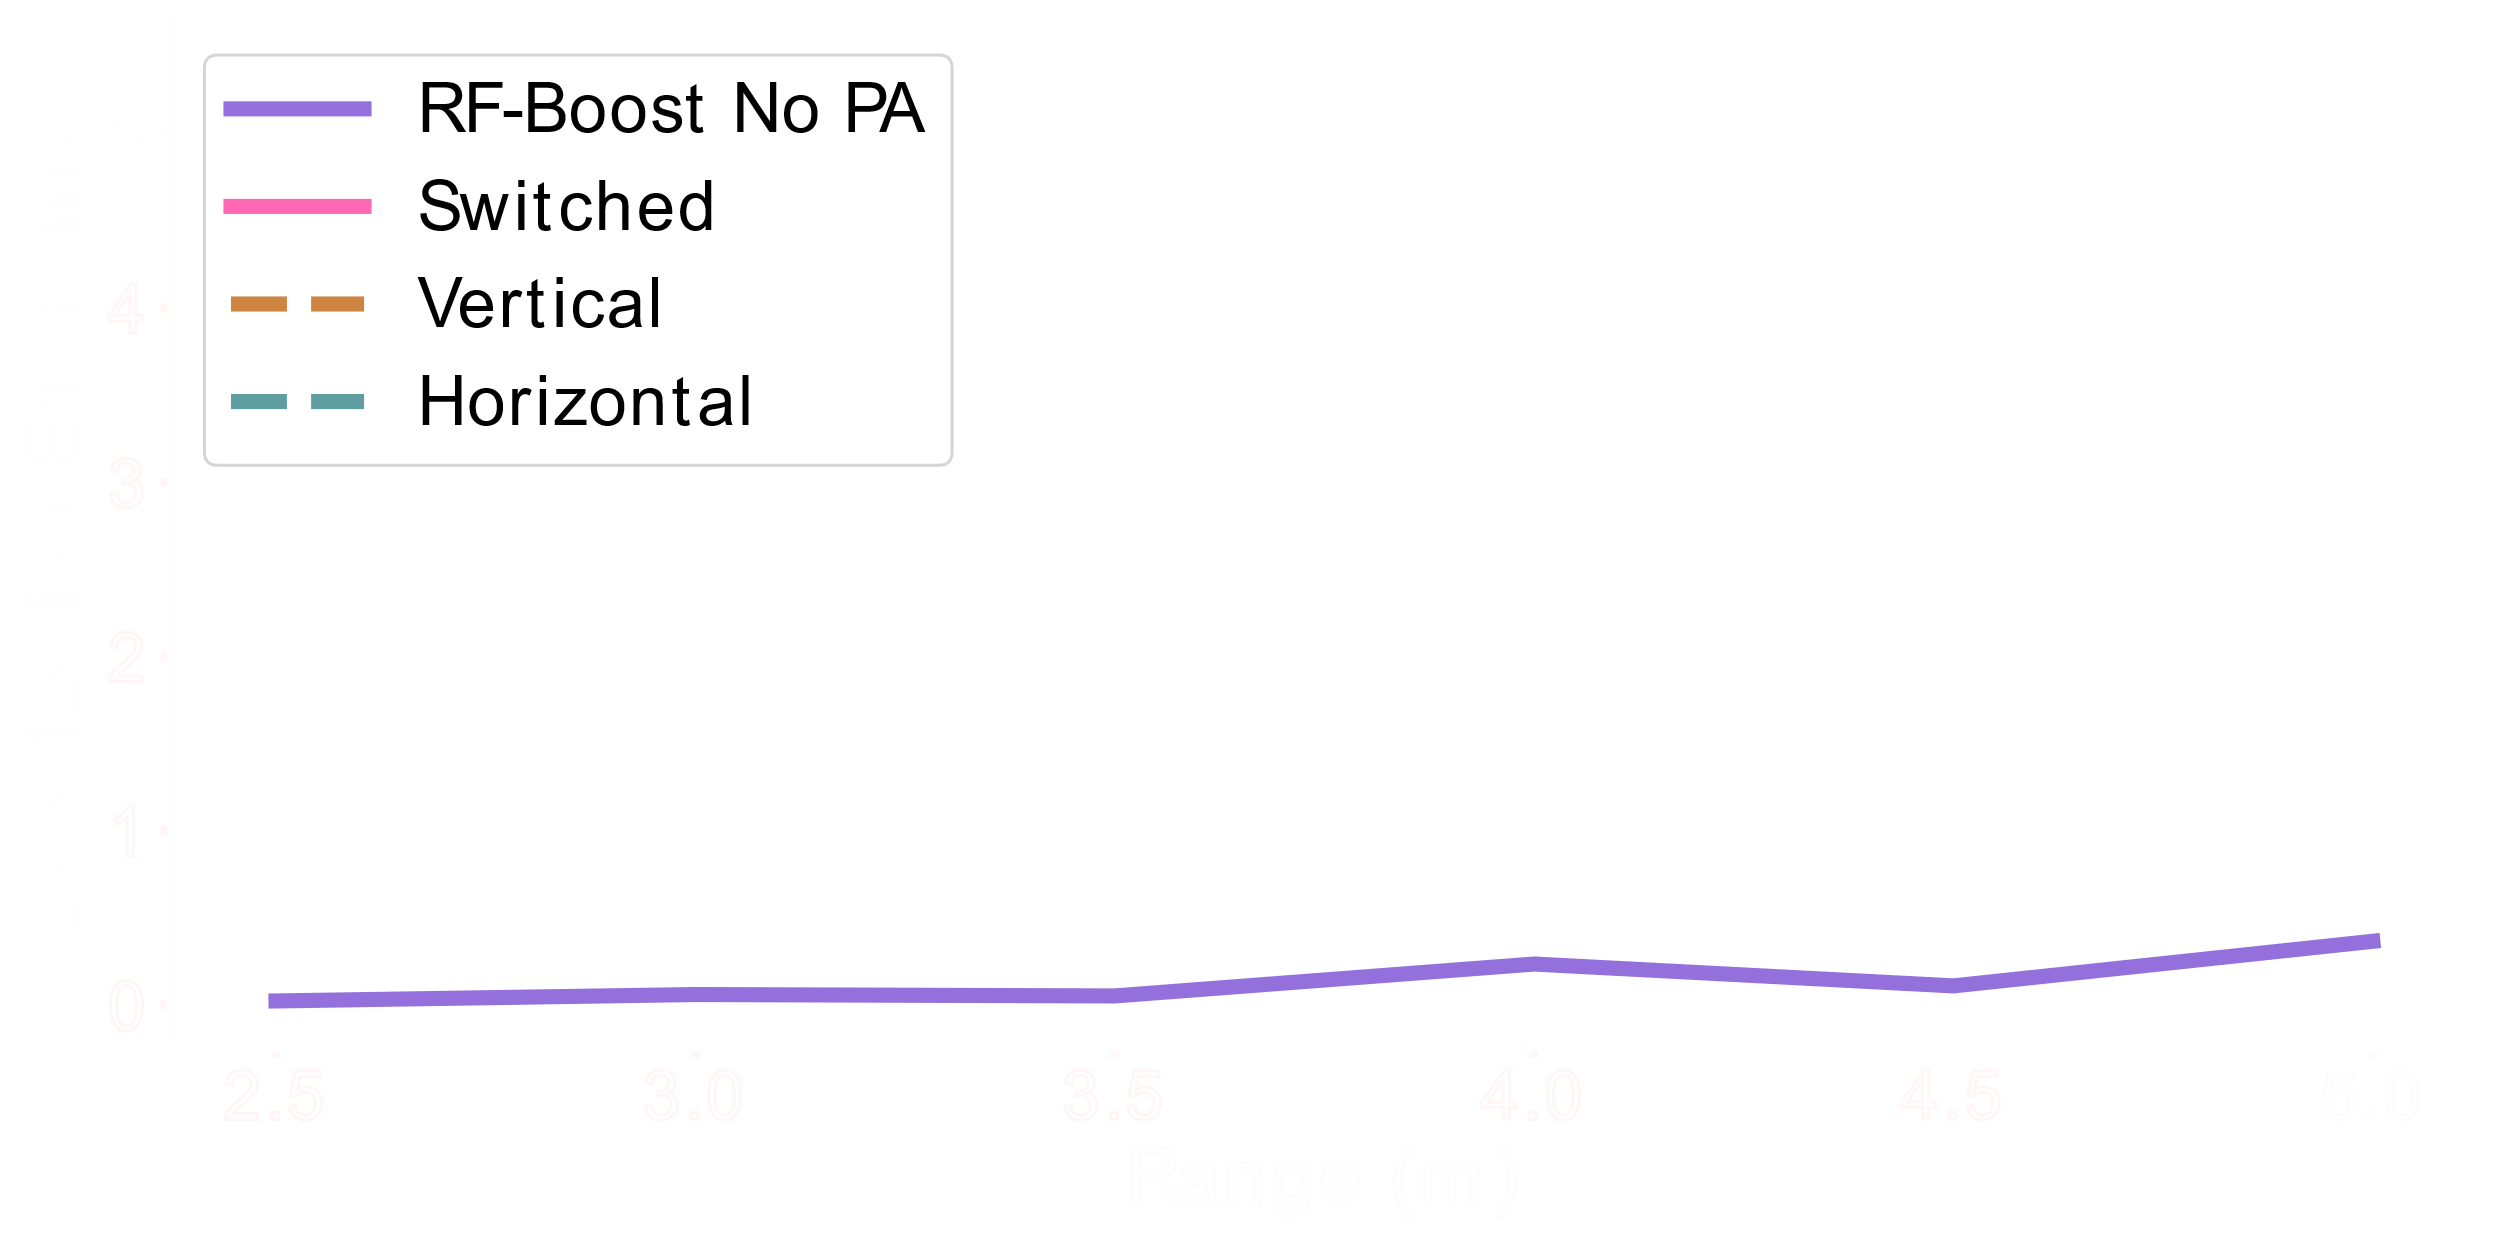 RF-Boost No PA
Switched
Vertical
Horizontal
4
3
2
1
0
2.5 3.0 3.5 4.0 4.5 5.0
Range (m)